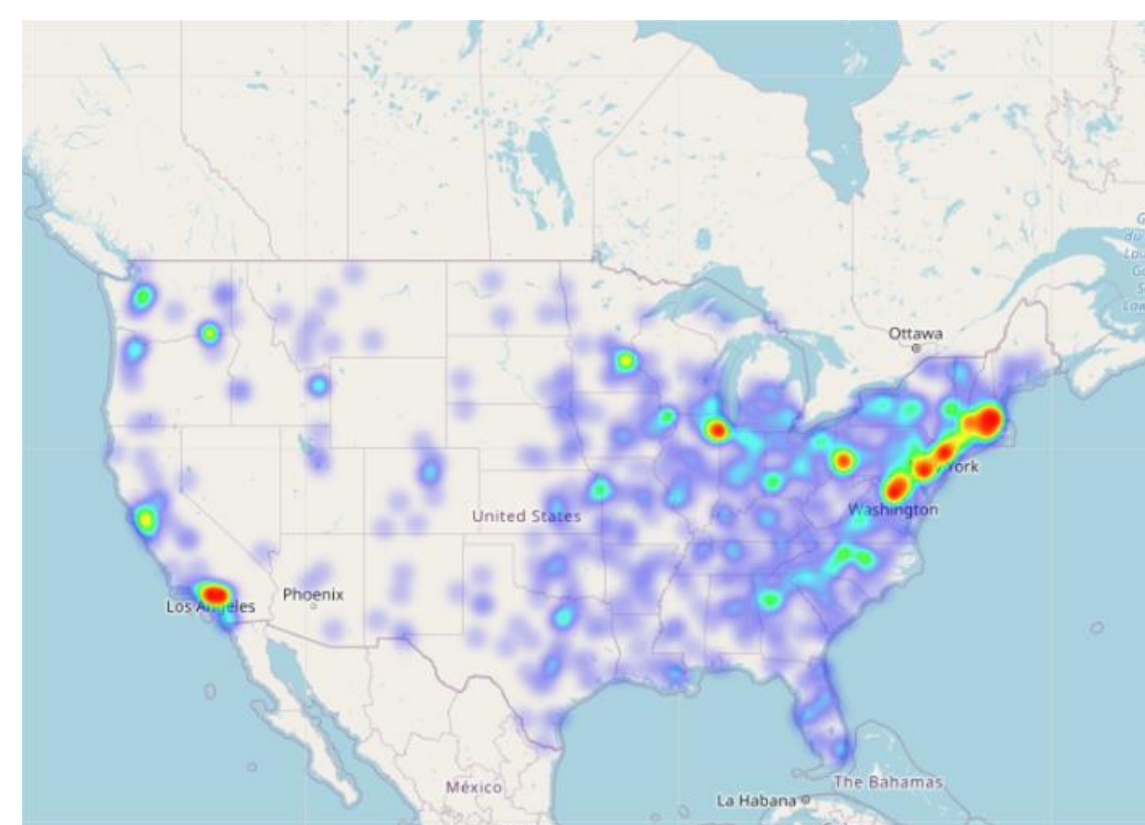 Ottawa
York
Washington
United States
Phoenix
Los Angeles
México
The Bahamas
La Habana